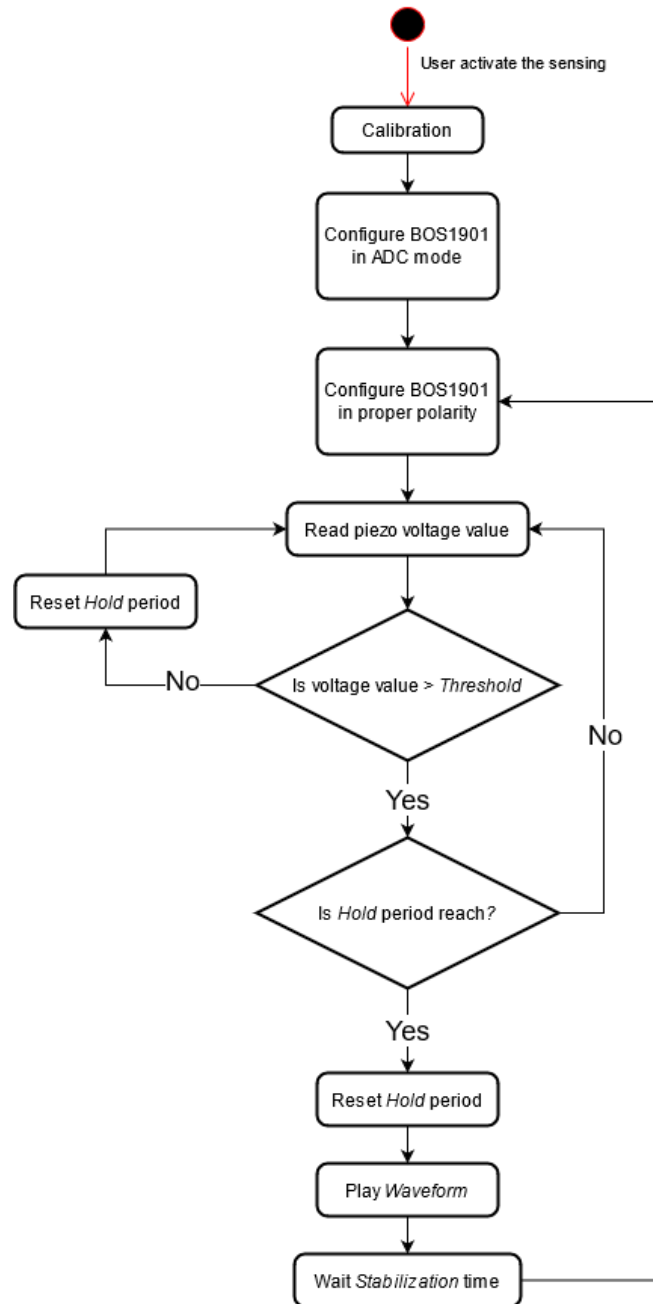 User activate the sensing
Calibration
Configure BOS1901
in ADC mode
Configure BOS1901
in proper polarity
Read piezo voltage value
Reset Hold period
Is voltage value > Threshold
No
No
Yes
Is Hold period reach?
Yes
Reset Hold period
Play Waveform
Wait Stabilization time